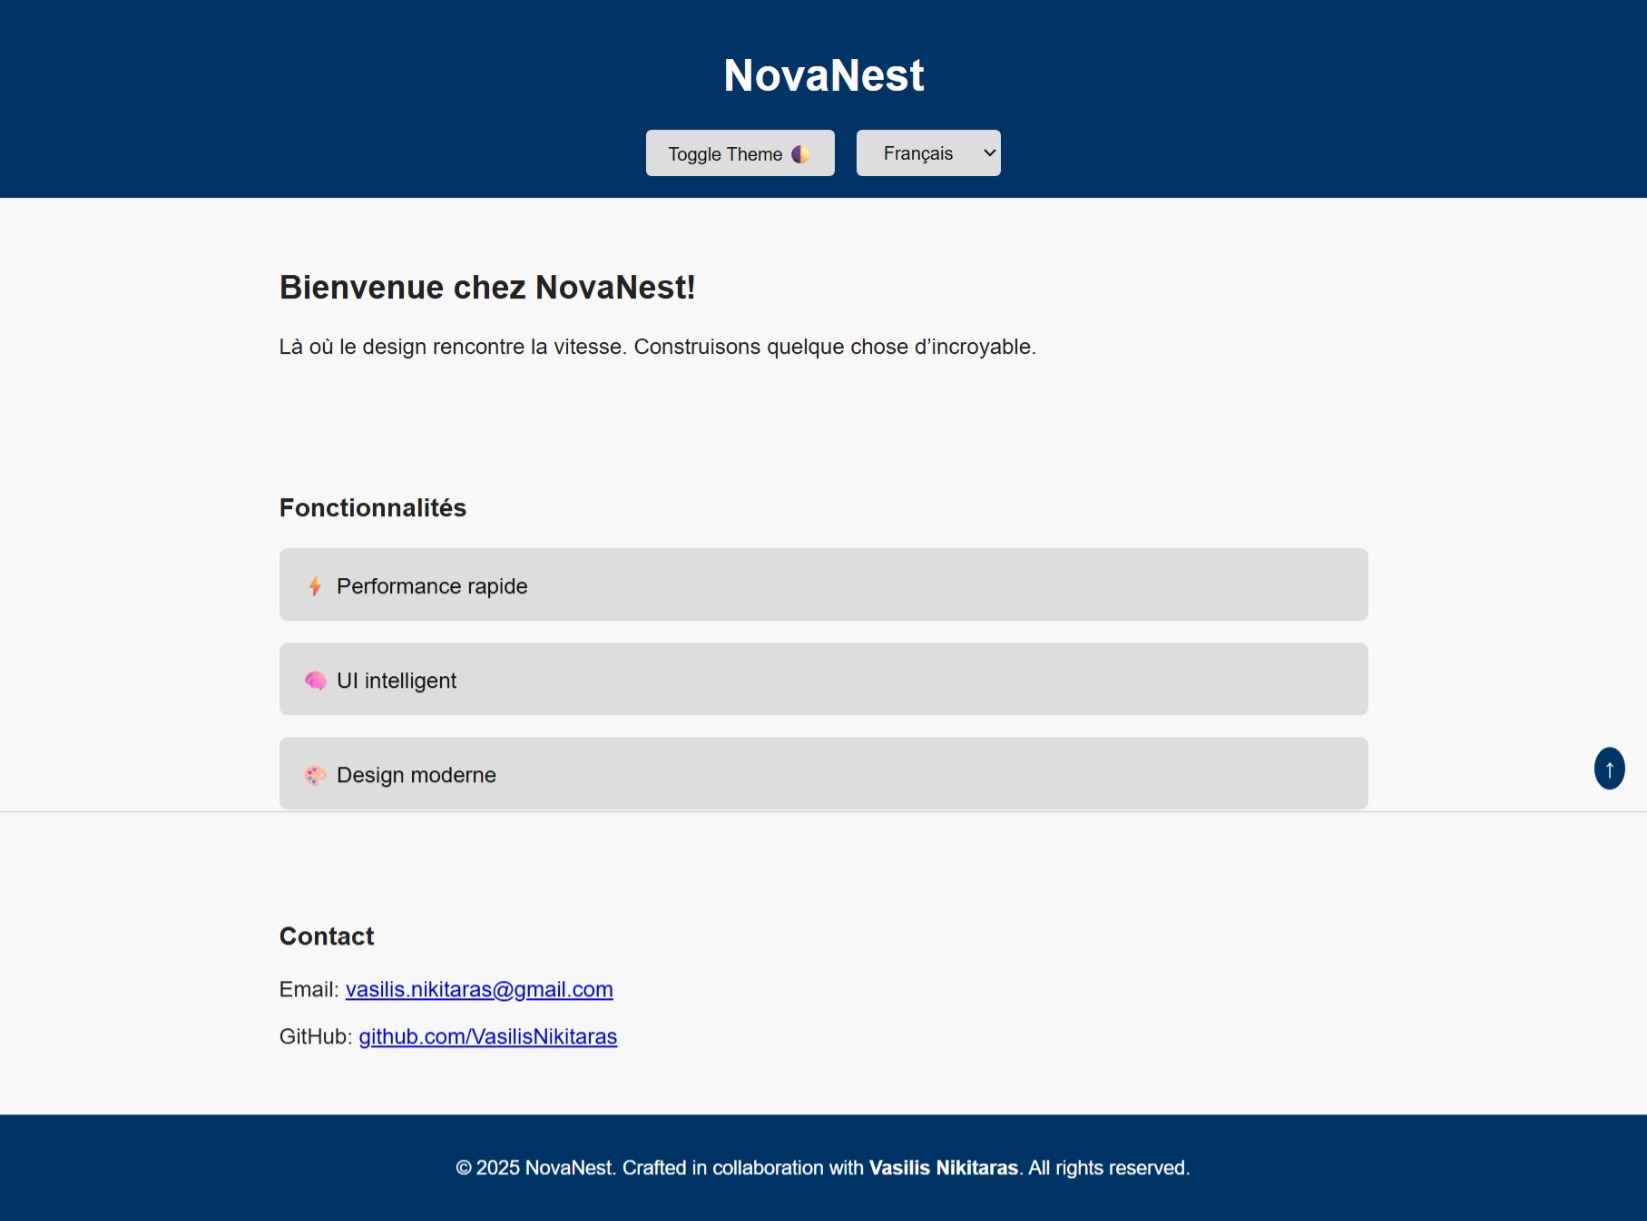 NovaNest
Toggle Theme 🌓
Français
Bienvenue chez NovaNest!
Là où le design rencontre la vitesse. Construisons quelque chose d’incroyable.
Fonctionnalités
⚡ Performance rapide
🧠 UI intelligent
🎨 Design moderne
↑
Contact
Email: vasilis.nikitaras@gmail.com
GitHub: github.com/VasilisNikitaras
© 2025 NovaNest. Crafted in collaboration with Vasilis Nikitaras. All rights reserved.